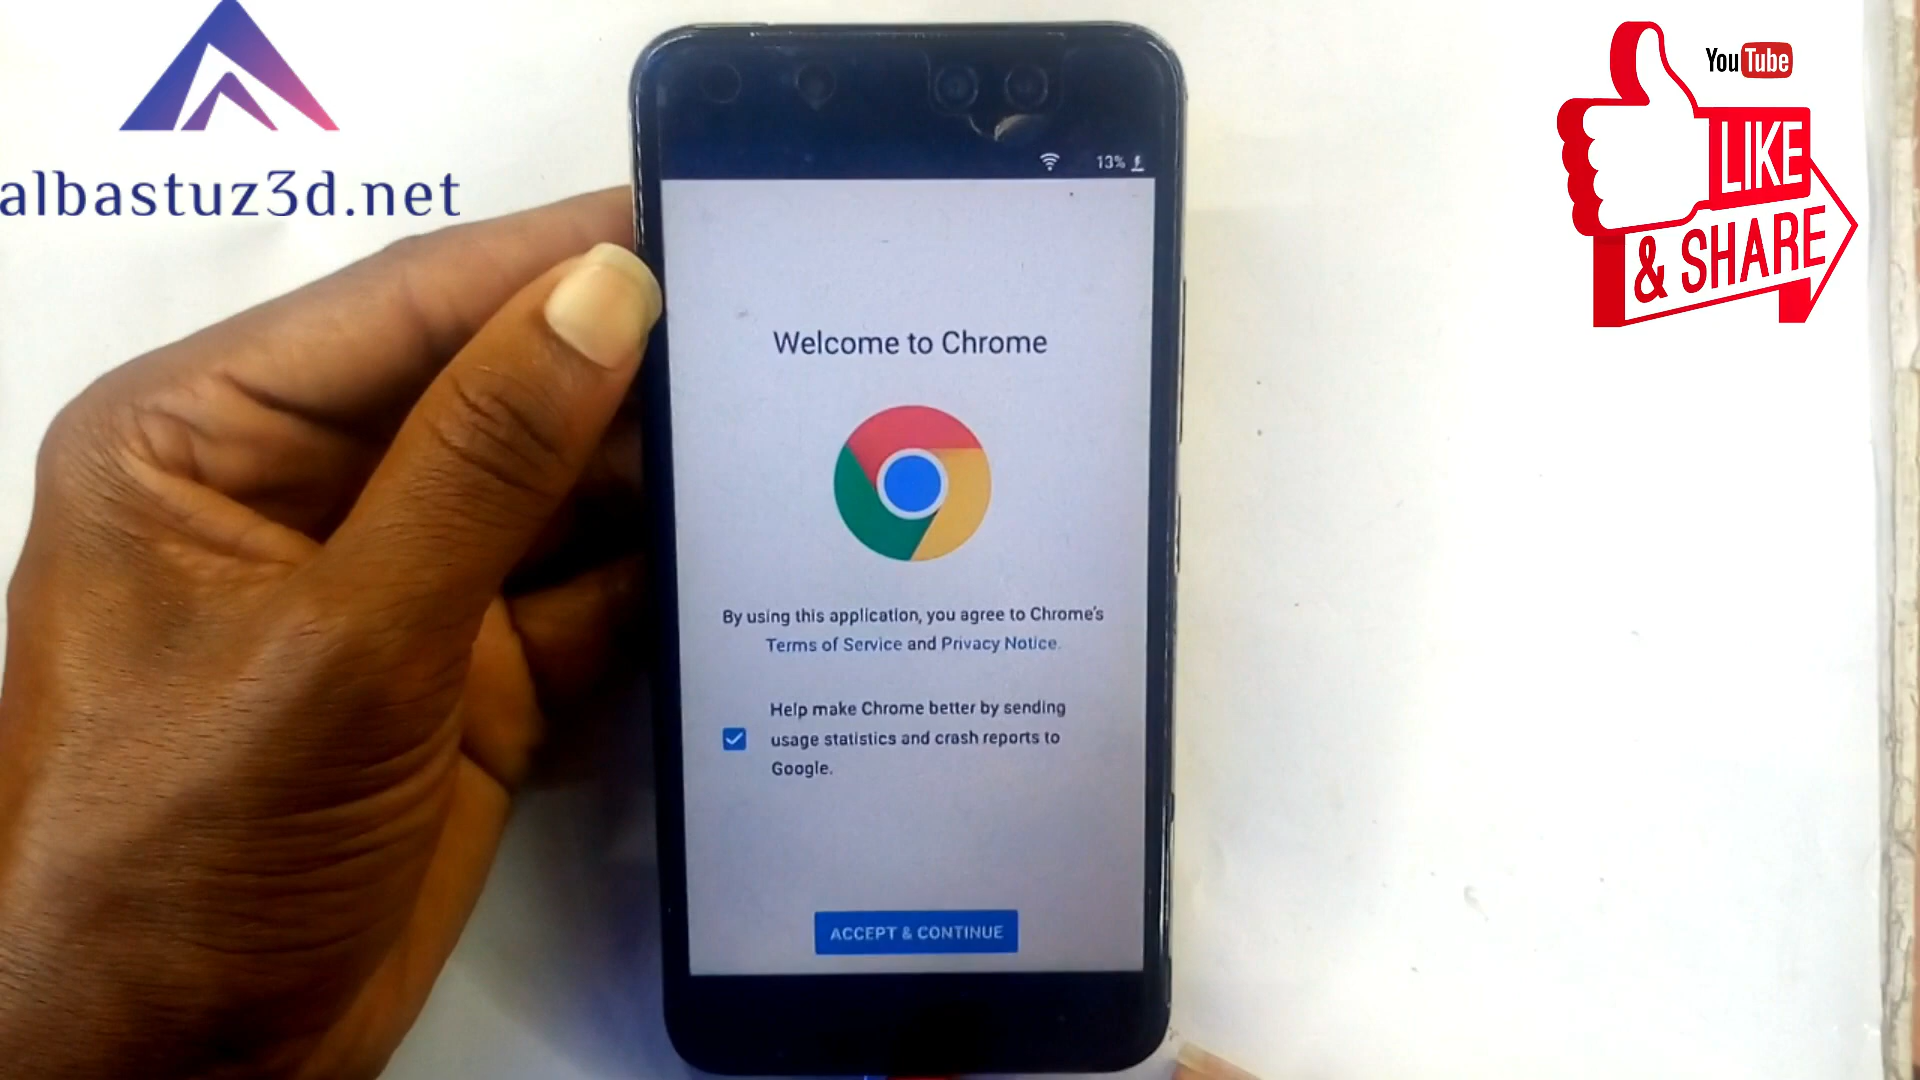 albastuz3d.net
YouTube
LIKE
& SHARE
13%
Welcome to Chrome
By using this application, you agree to Chrome's
Terms of Service and Privacy Notice.
Help make Chrome better by sending
usage statistics and crash reports to
Google.
ACCEPT & CONTINUE